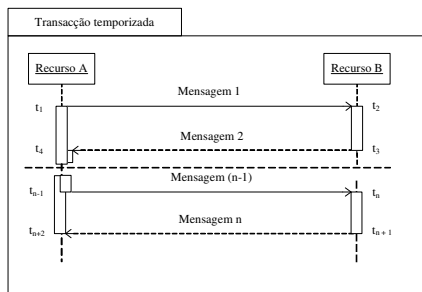 Transacção temporizada
Recurso A
Recurso B
Mensagem 1
t1
t2
Mensagem 2
t4
t3
Mensagem (n-1)
tn-1
tn
Mensagem n
tn+2
tn + 1